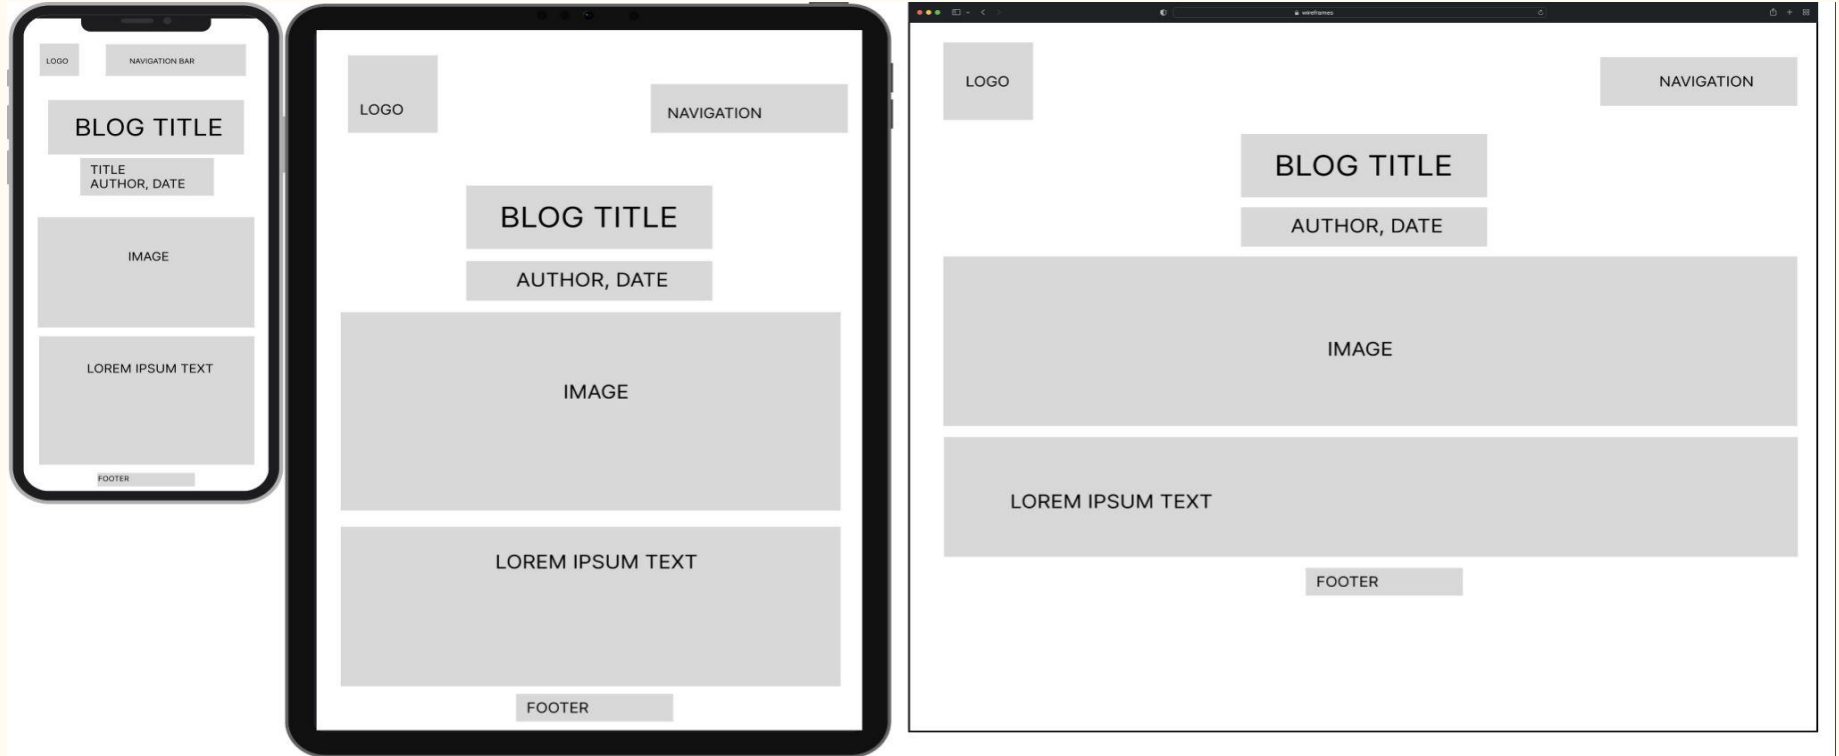 LOGO
NAVIGATION BAR
BLOG TITLE
TITLE
AUTHOR, DATE
IMAGE
LOREM IPSUM TEXT
FOOTER
LOGO
NAVIGATION
BLOG TITLE
AUTHOR, DATE
IMAGE
LOREM IPSUM TEXT
FOOTER
wireframes
LOGO
NAVIGATION
BLOG TITLE
AUTHOR, DATE
IMAGE
LOREM IPSUM TEXT
FOOTER